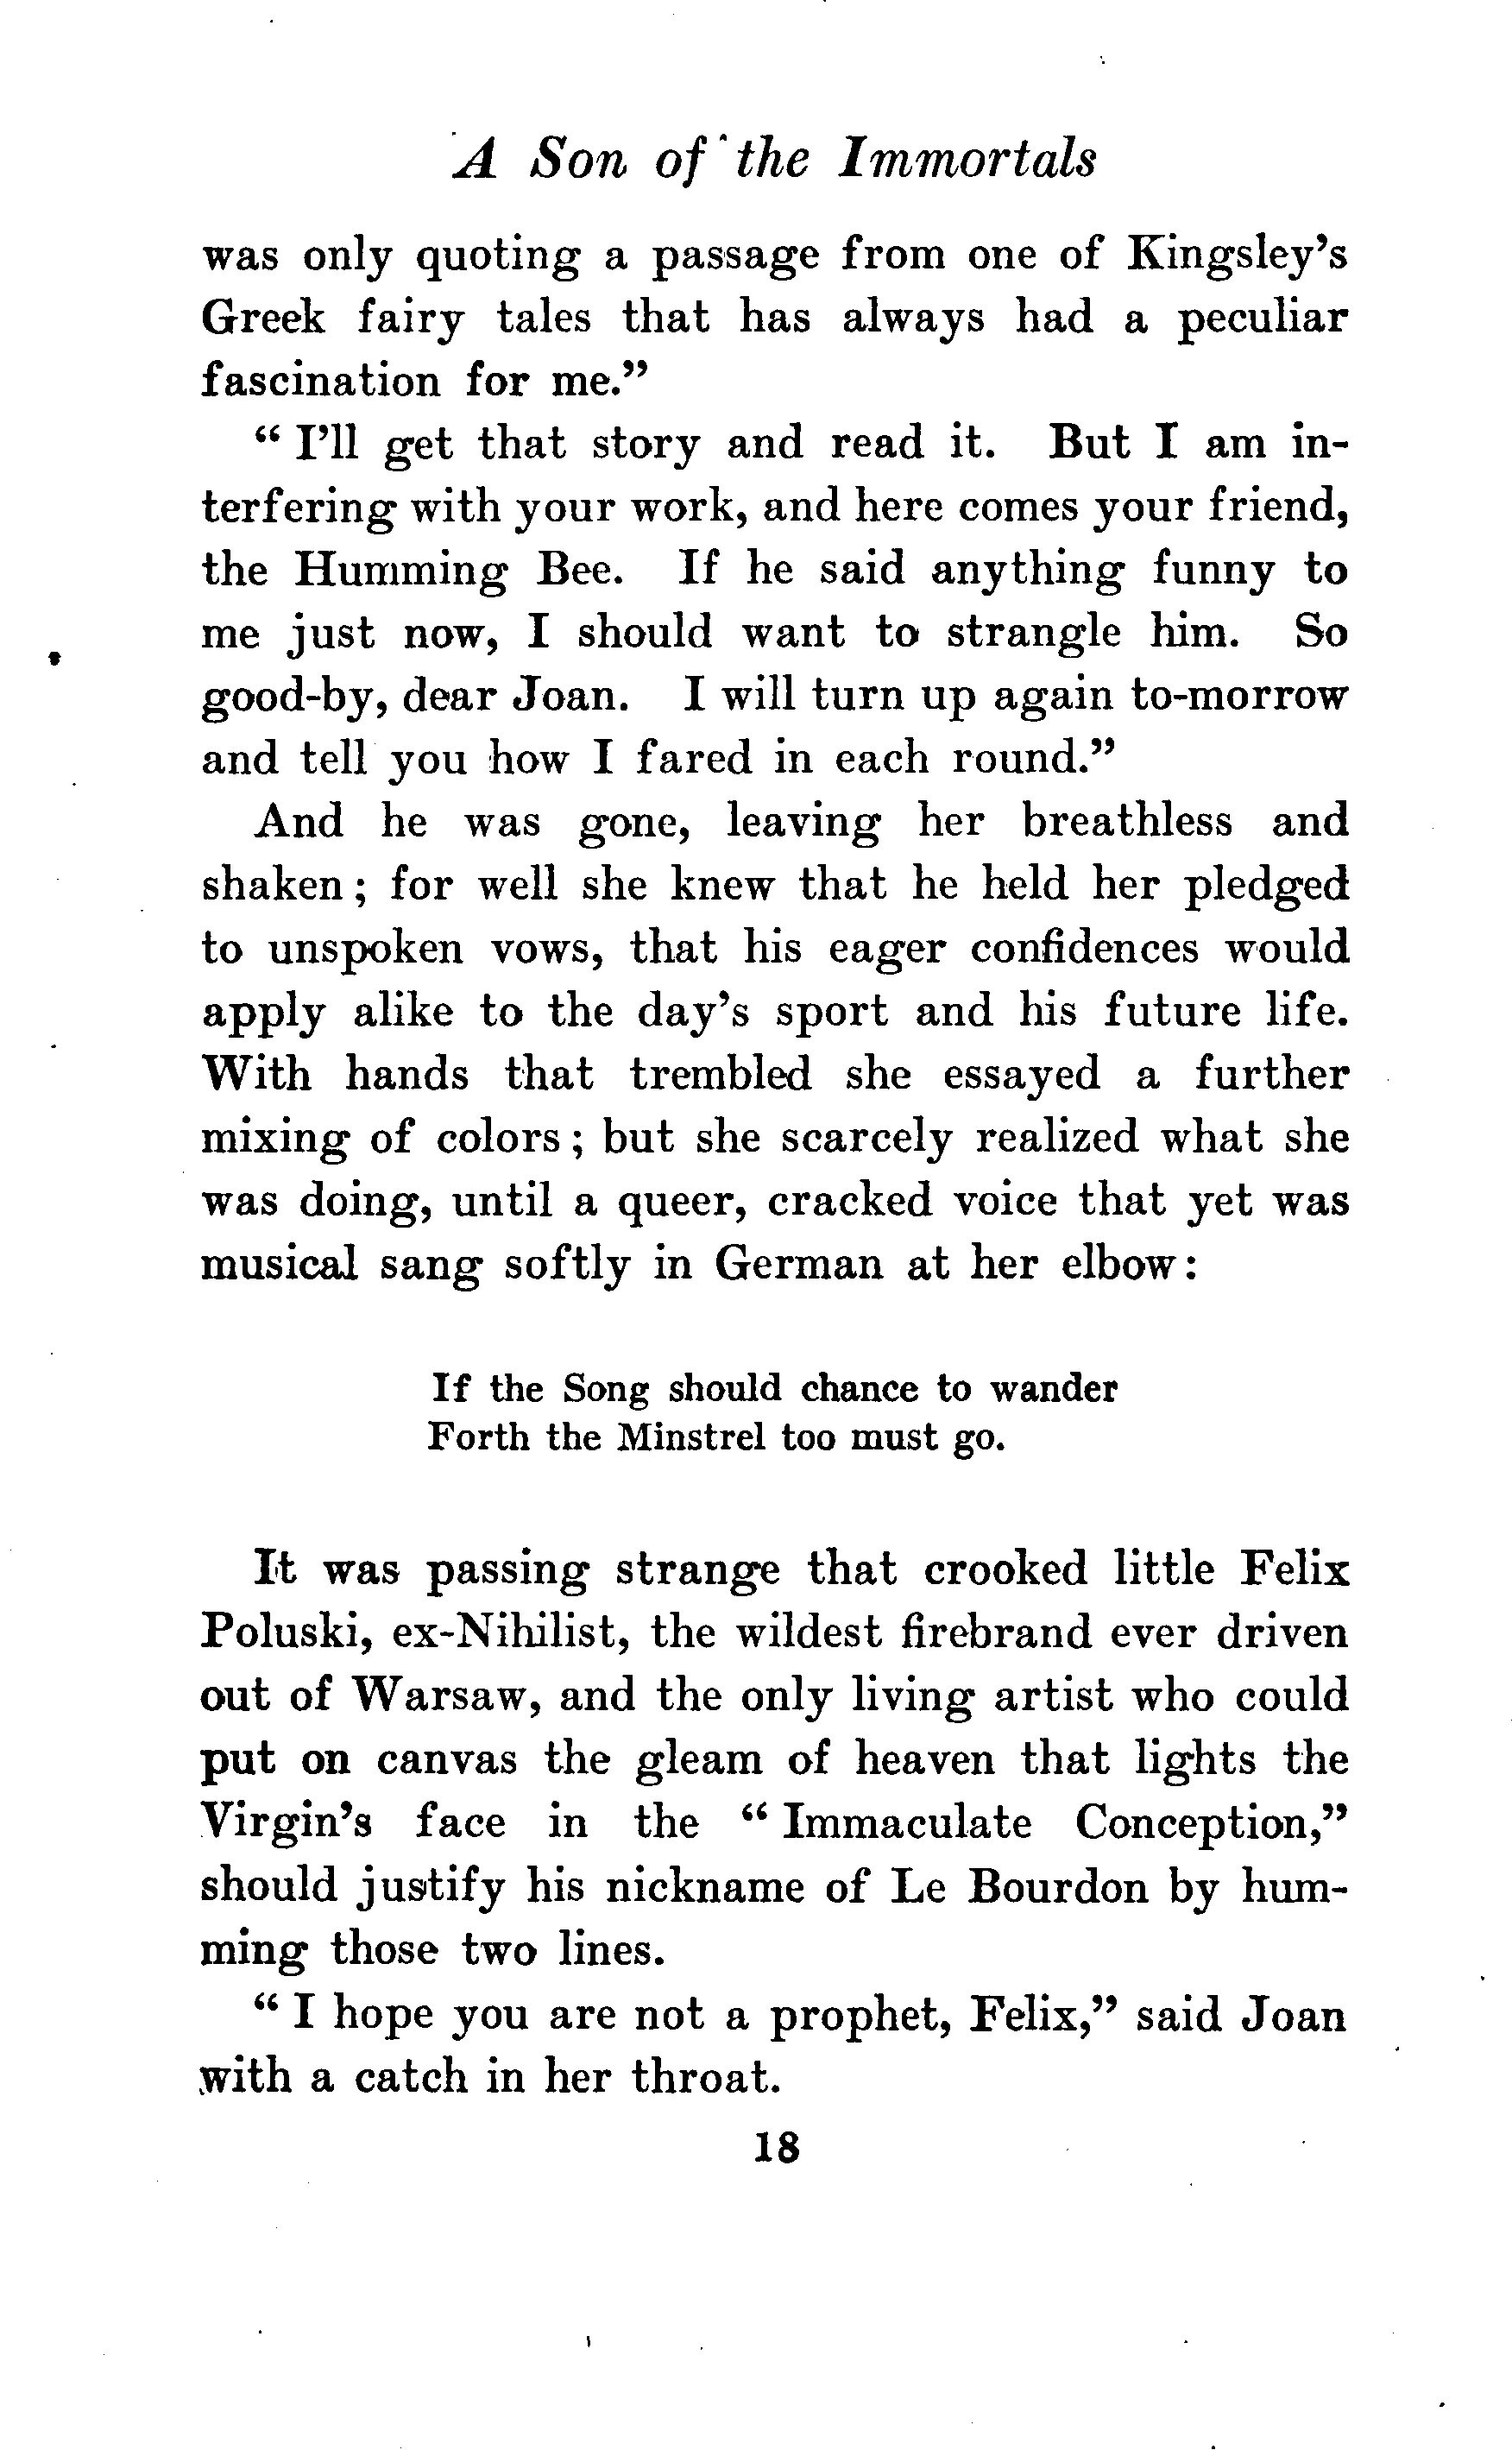 A Son of the Immortals
was only quoting a passage from one of Kingsley's
Greek fairy tales that has always had a peculiar
fascination for me."
" I'll get that story and read it. But I am in-
terfering with your work, and here comes your friend,
the Humming Bee. If he said anything funny to
me just now, I should want to strangle him. So
good-by, dear Joan. I will turn up again to-morrow
and tell you how I fared in each round."
And he was gone, leaving her breathless and
shaken; for well she knew that he held her pledged
to unspoken vows, that his eager confidences would
apply alike to the day's sport and his future life.
With hands that trembled she essayed a further
mixing of colors; but she scarcely realized what she
was doing, until a queer, cracked voice that yet was
musical sang softly in German at her elbow:
If the Song should chance to wander
Forth the Minstrel too must go.
It was passing strange that crooked little Felix
Poluski, ex-Nihilist, the wildest firebrand ever driven
out of Warsaw, and the only living artist who could
put on canvas the gleam of heaven that lights the
Virgin's face in the " Immaculate Conception,"
should justify his nickname of Le Bourdon by hum-
ming those two lines.
" I hope you are not a prophet, Felix," said Joan
with a catch in her throat.
18